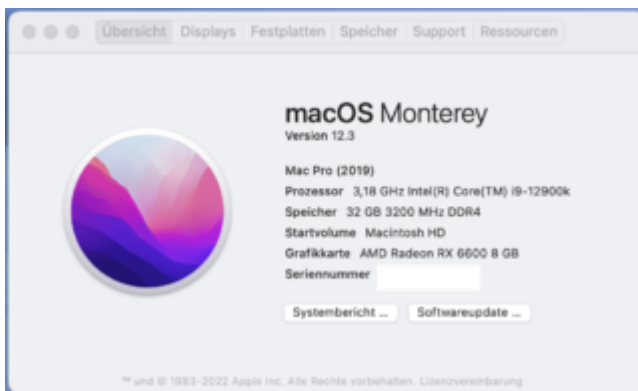 Übersicht Displays Festplatten Speicher Support Ressourcen
macOS Monterey
Version 12.3
Mac Pro (2019)
Prozessor 3,18 GHz Intel(R) Core(TM) i9-12900k
Speicher 32 GB 3200 MHz DDR4
Startvolume Macintosh HD
Grafikkarte AMD Radeon RX 6600 8 GB
Seriennummer
Systembericht ... Softwareupdate ...
™ und © 1983-2022 Apple Inc. Alle Rechte vorbehalten. Lizenzvereinbarung